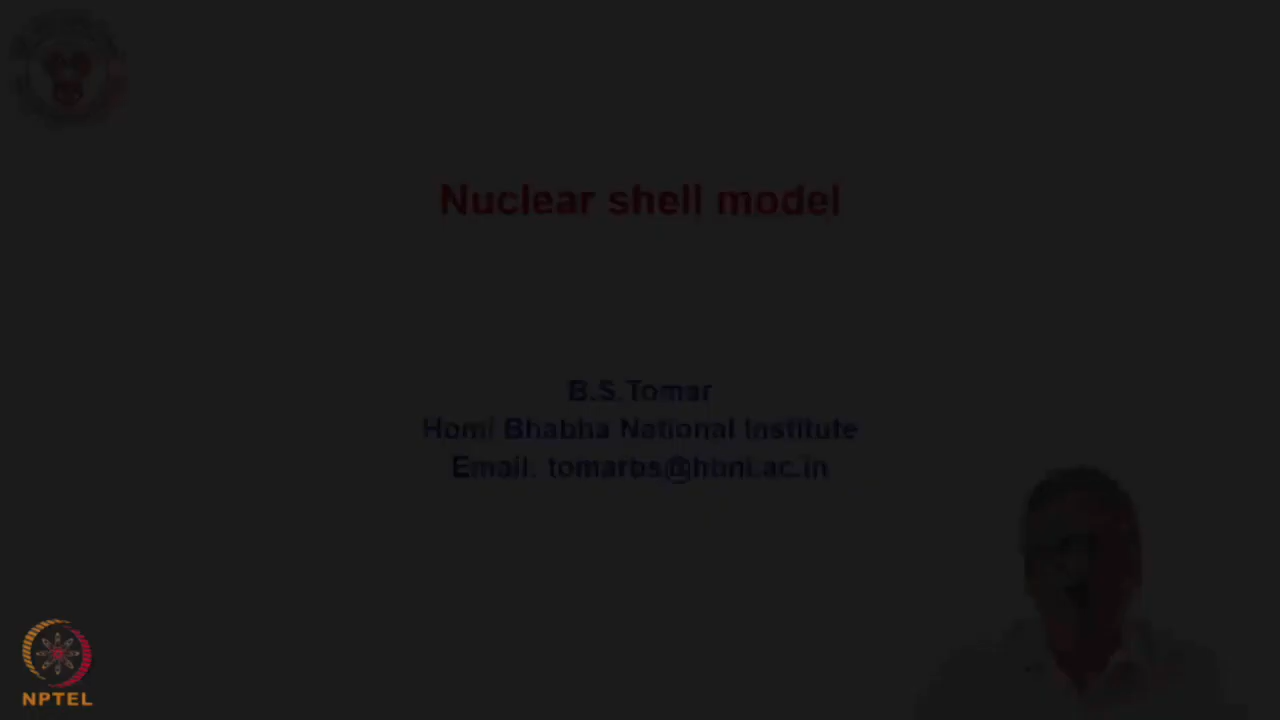 Nuclear shell model
B.S.Tomar
Homi Bhabha National Institute
Email: tomarbs@hbni.ac.in
NPTEL